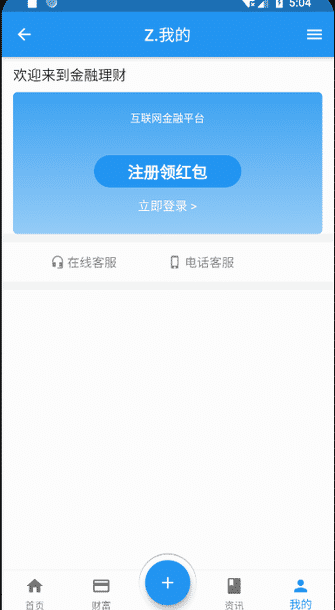 5:04
Z.我的
欢迎来到金融理财
互联网金融平台
注册领红包
立即登录 >
在线客服 电话客服
首页 财富 资讯 我的